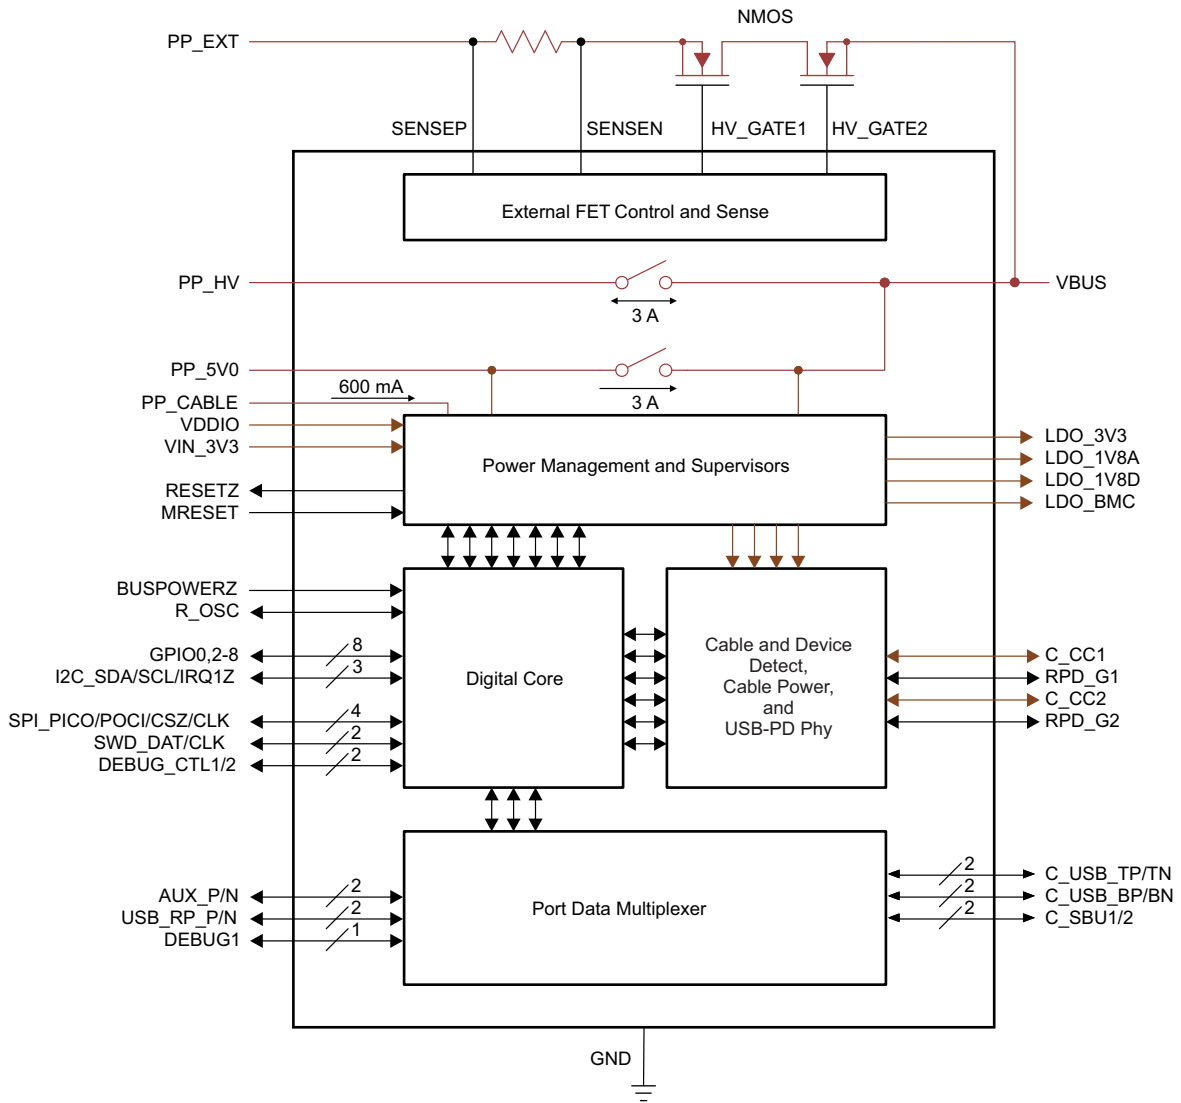 NMOS
PP_EXT
SENSEP
SENSEN
HV_GATE1
HV_GATE2
External FET Control and Sense
PP_HV
3 A
VBUS
PP_5V0
600 mA
3 A
PP_CABLE
VDDIO
VIN_3V3
RESETZ
MRESET
Power Management and Supervisors
LDO_3V3
LDO_1V8A
LDO_1V8D
LDO_BMC
BUSPOWERZ
R_OSC
GPIO0,2-8
8
I2C_SDA/SCL/IRQ1Z
3
SPI_PICO/POCI/CSZ/CLK
4
SWD_DAT/CLK
2
DEBUG_CTL1/2
2
Digital Core
Cable and Device
Detect,
Cable Power,
and
USB-PD Phy
C_CC1
RPD_G1
C_CC2
RPD_G2
AUX_P/N
2
USB_RP_P/N
2
DEBUG1
1
Port Data Multiplexer
2
C_USB_TP/TN
2
C_USB_BP/BN
2
C_SBU1/2
GND